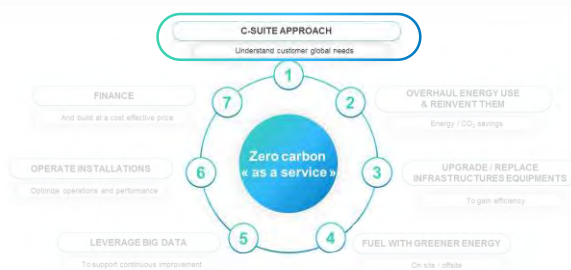 C-SUITE APPROACH
Understand customer global needs
1
FINANCE
And build at a cost effective price
7
2
OVERHAUL ENERGY USE
& REINVENT THEM
Energy / CO₂ savings
OPERATE INSTALLATIONS
Optimize operations and performance
6
Zero carbon
« as a service »
3
UPGRADE / REPLACE
INFRASTRUCTURES EQUIPMENTS
To gain efficiency
LEVERAGE BIG DATA
To support continuous improvement
5
4
FUEL WITH GREENER ENERGY
On site / offsite